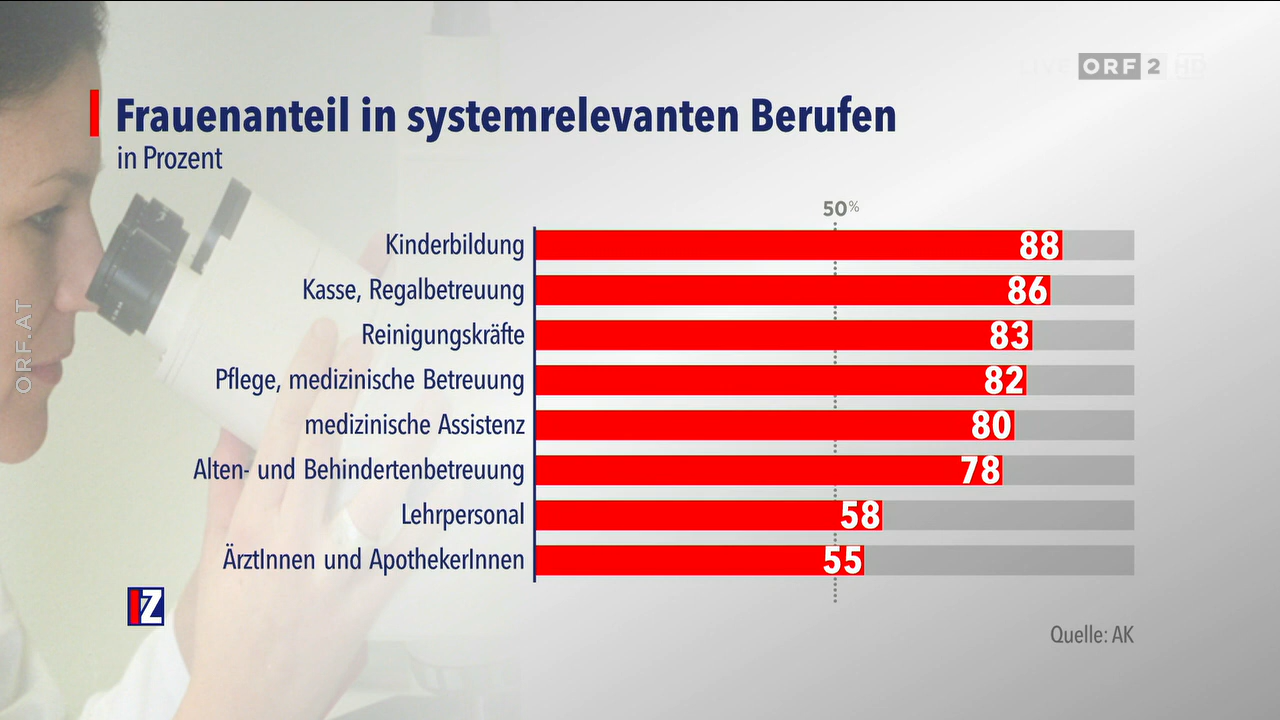 LIVE ORF 2 HD
Frauenanteil in systemrelevanten Berufen
in Prozent
50%
Kinderbildung 88
Kasse, Regalbetreuung 86
Reinigungskräfte 83
Pflege, medizinische Betreuung 82
medizinische Assistenz 80
Alten- und Behindertenbetreuung 78
Lehrpersonal 58
ÄrztInnen und ApothekerInnen 55
ORF.AT
ZIB
Quelle: AK